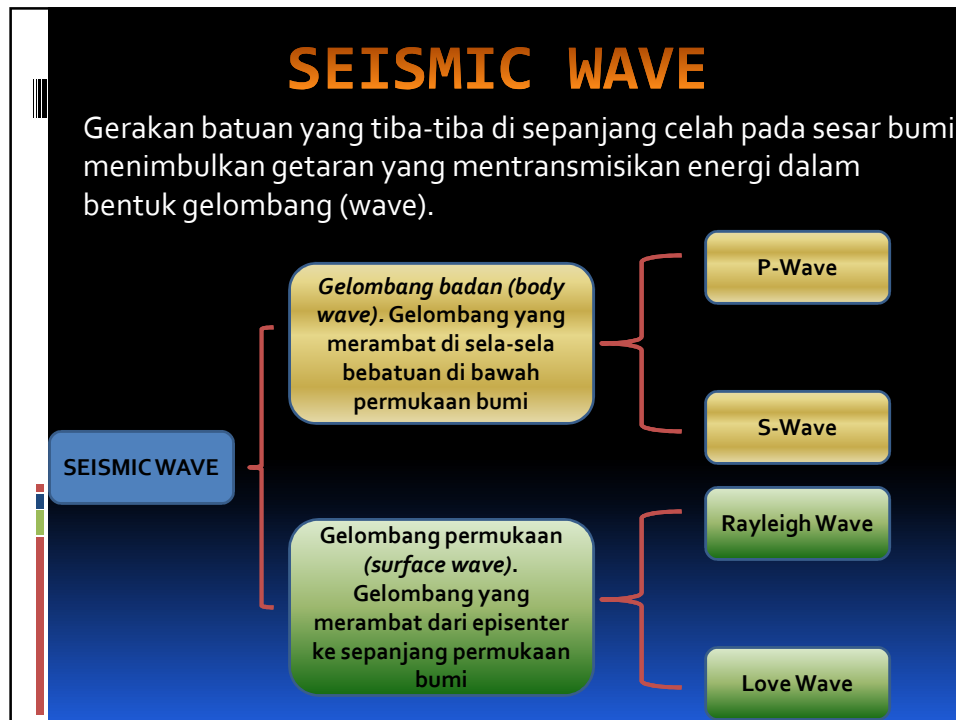 SEISMIC WAVE
Gerakan batuan yang tiba-tiba di sepanjang celah pada sesar bumi
menimbulkan getaran yang mentransmisikan energi dalam
bentuk gelombang (wave).
SEISMIC WAVE
Gelombang badan (body
wave). Gelombang yang
merambat di sela-sela
bebatuan di bawah
permukaan bumi
P-Wave
S-Wave
Gelombang permukaan
(surface wave).
Gelombang yang
merambat dari episenter
ke sepanjang permukaan
bumi
Rayleigh Wave
Love Wave